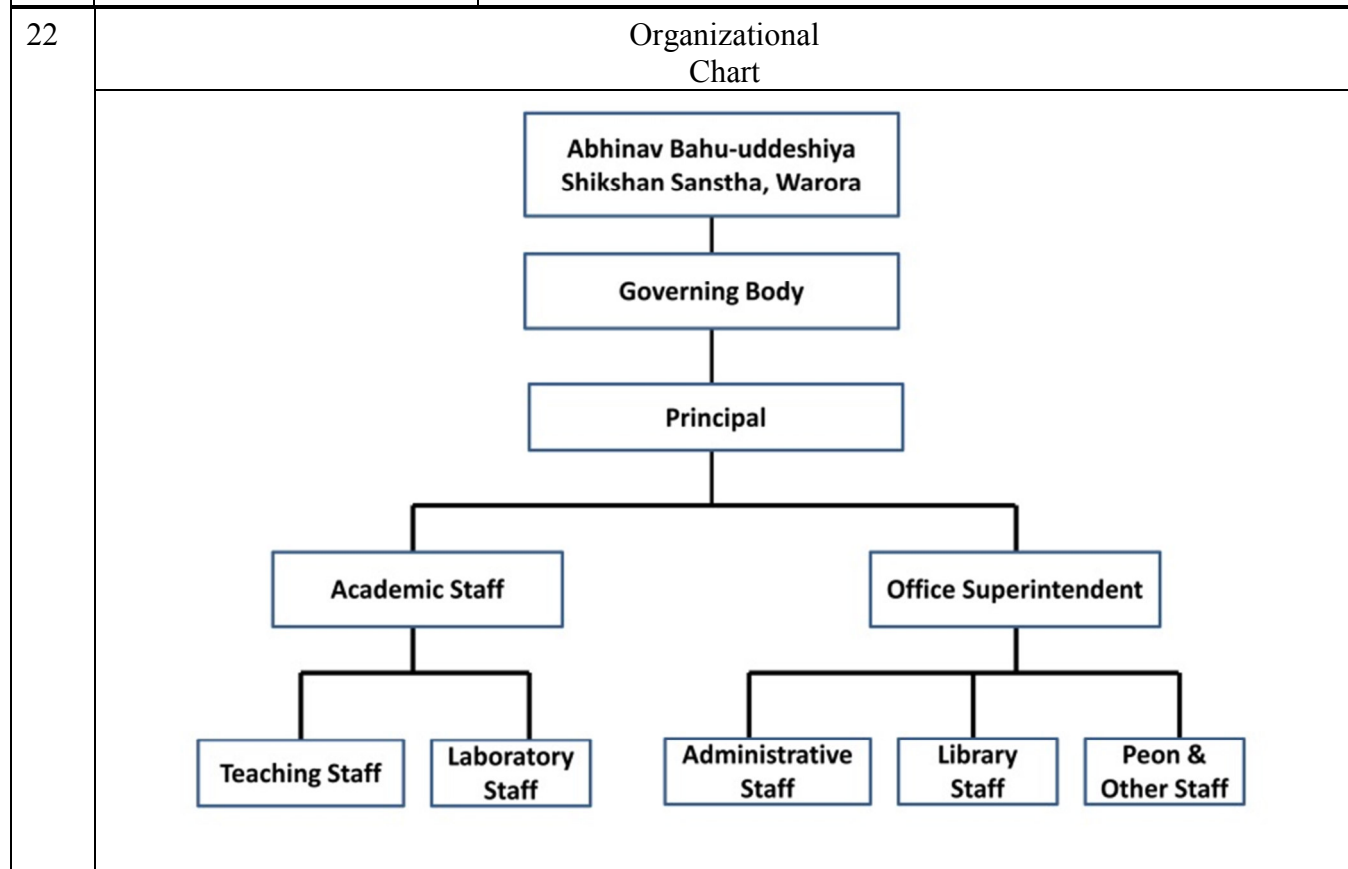 22
Organizational
Chart
Abhinav Bahu-uddeshiya
Shikshan Sanstha, Warora
Governing Body
Principal
Academic Staff
Office Superintendent
Teaching Staff
Laboratory
Staff
Administrative
Staff
Library
Staff
Peon &
Other Staff